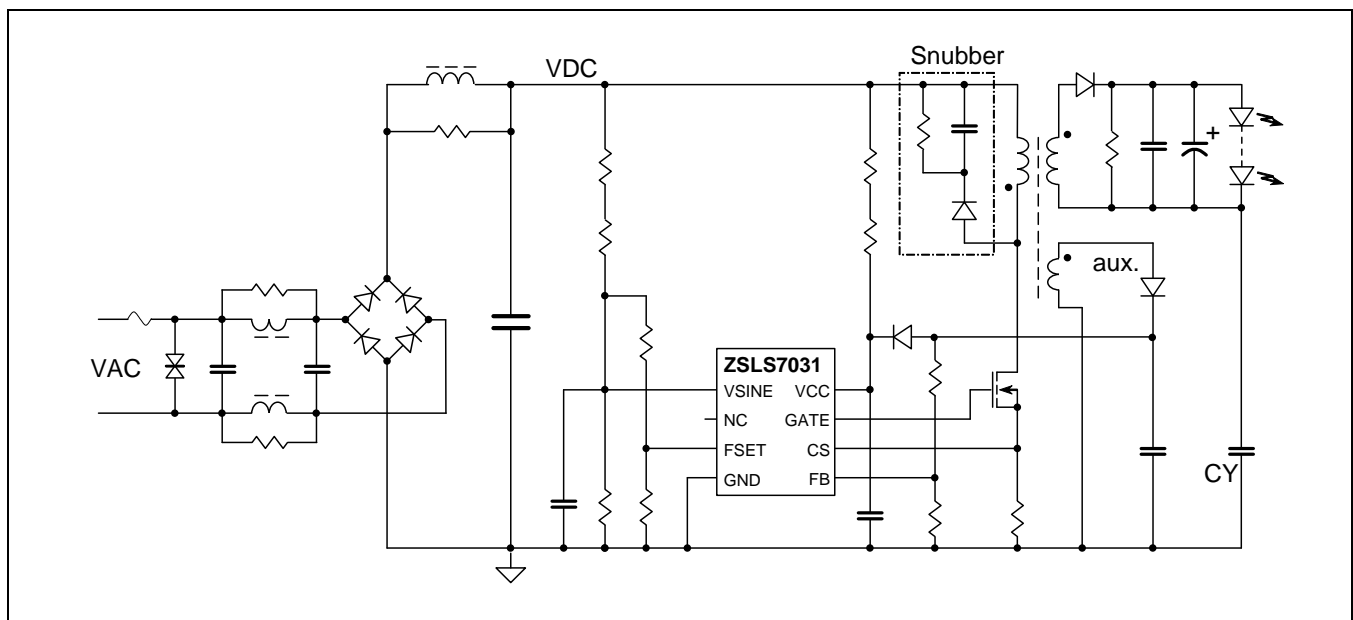 Snubber
VDC
+
aux.
VAC
ZSLS7031
VSINE VCC
NC GATE
FSET CS
GND FB
CY